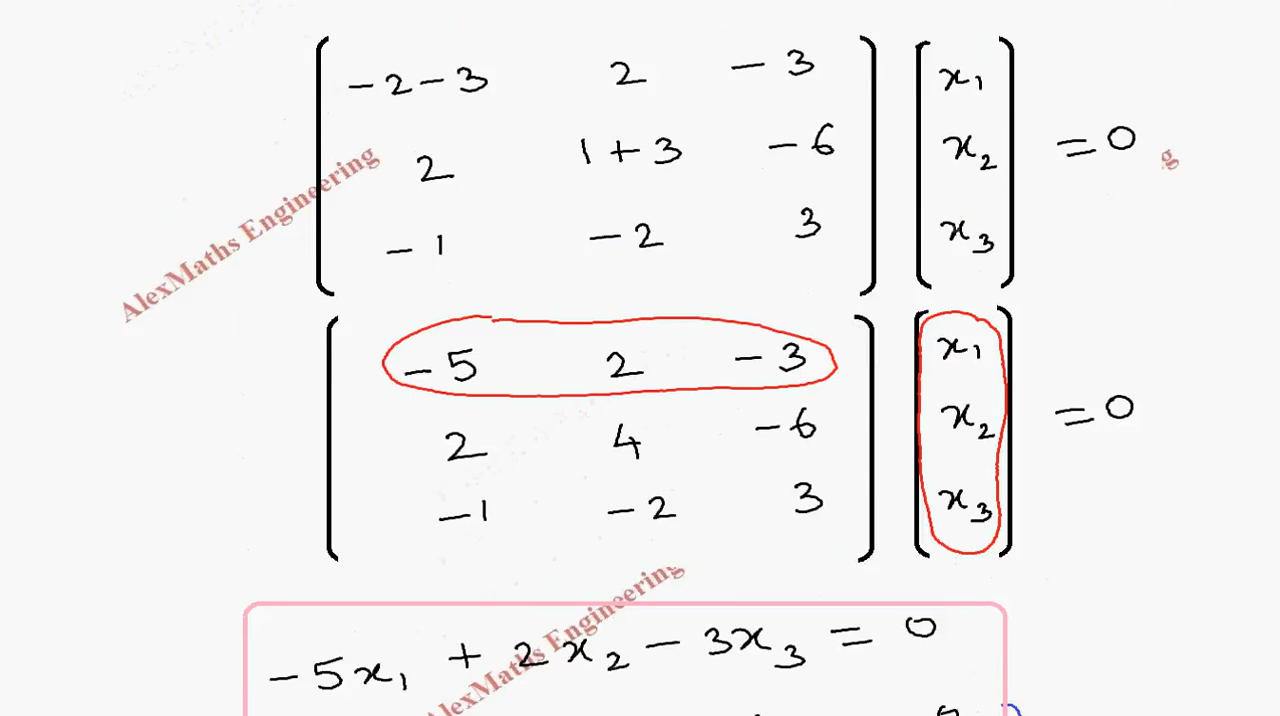 -2-3 2 -3 x1
2 1+3 -6 x2 =0
-1 -2 3 x3
AlexMaths Engineering
g
-5 2 -3 x1
2 4 -6 x2 =0
-1 -2 3 x3
AlexMaths Engineering
-5x1 + 2x2 - 3x3 = 0